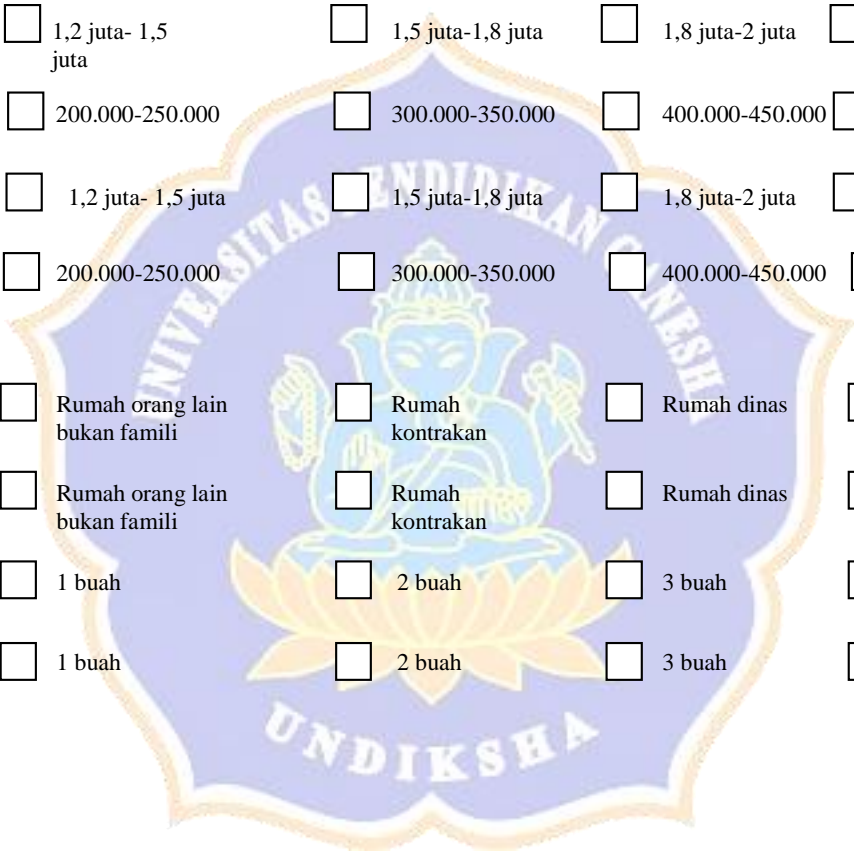 1,2 juta- 1,5 juta 1,5 juta-1,8 juta 1,8 juta-2 juta
200.000-250.000 300.000-350.000 400.000-450.000
1,2 juta- 1,5 juta 1,5 juta-1,8 juta 1,8 juta-2 juta
200.000-250.000 300.000-350.000 400.000-450.000
Rumah orang lain bukan famili Rumah kontrakan Rumah dinas
Rumah orang lain bukan famili Rumah kontrakan Rumah dinas
1 buah 2 buah 3 buah
1 buah 2 buah 3 buah
UNIVERSITAS PENDIDIKAN GANESHA
UNDIKSHA